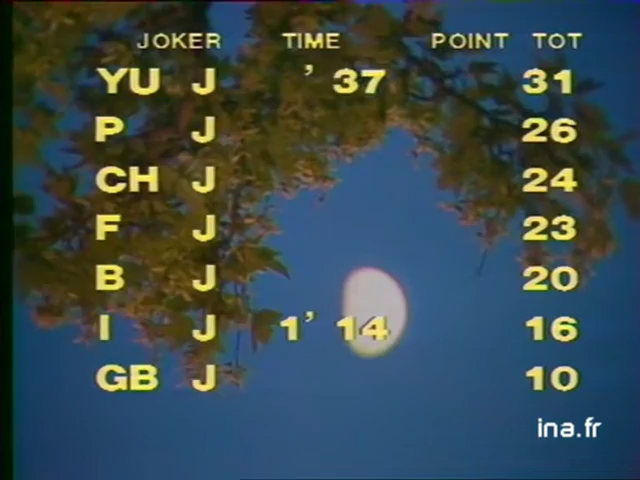 JOKER TIME POINT TOT
YU J ' 37 31
P J 26
CH J 24
F J 23
B J 20
I J 1' 14 16
GB J 10
ina.fr